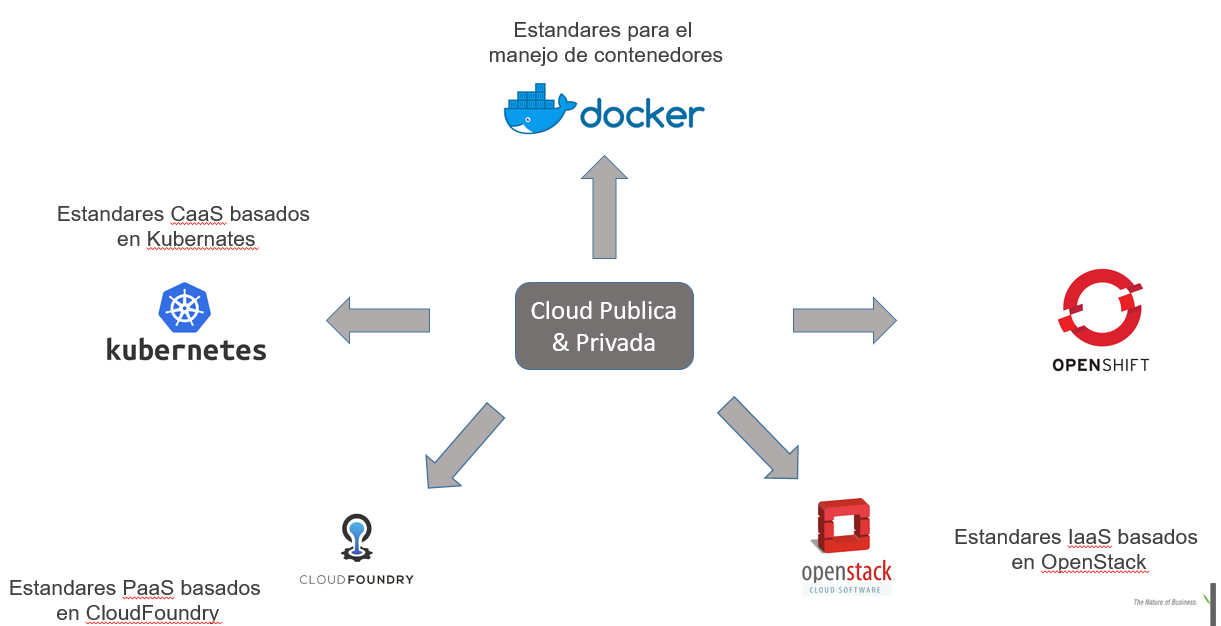 Estandares para el
manejo de contenedores
docker
Estandares CaaS basados
en Kubernates
kubernetes
Cloud Publica
& Privada
OPENSHIFT
CLOUDFOUNDRY
Estandares PaaS basados
en CloudFoundry
openstack
CLOUD SOFTWARE
Estandares IaaS basados
en OpenStack
The Nature of Business.